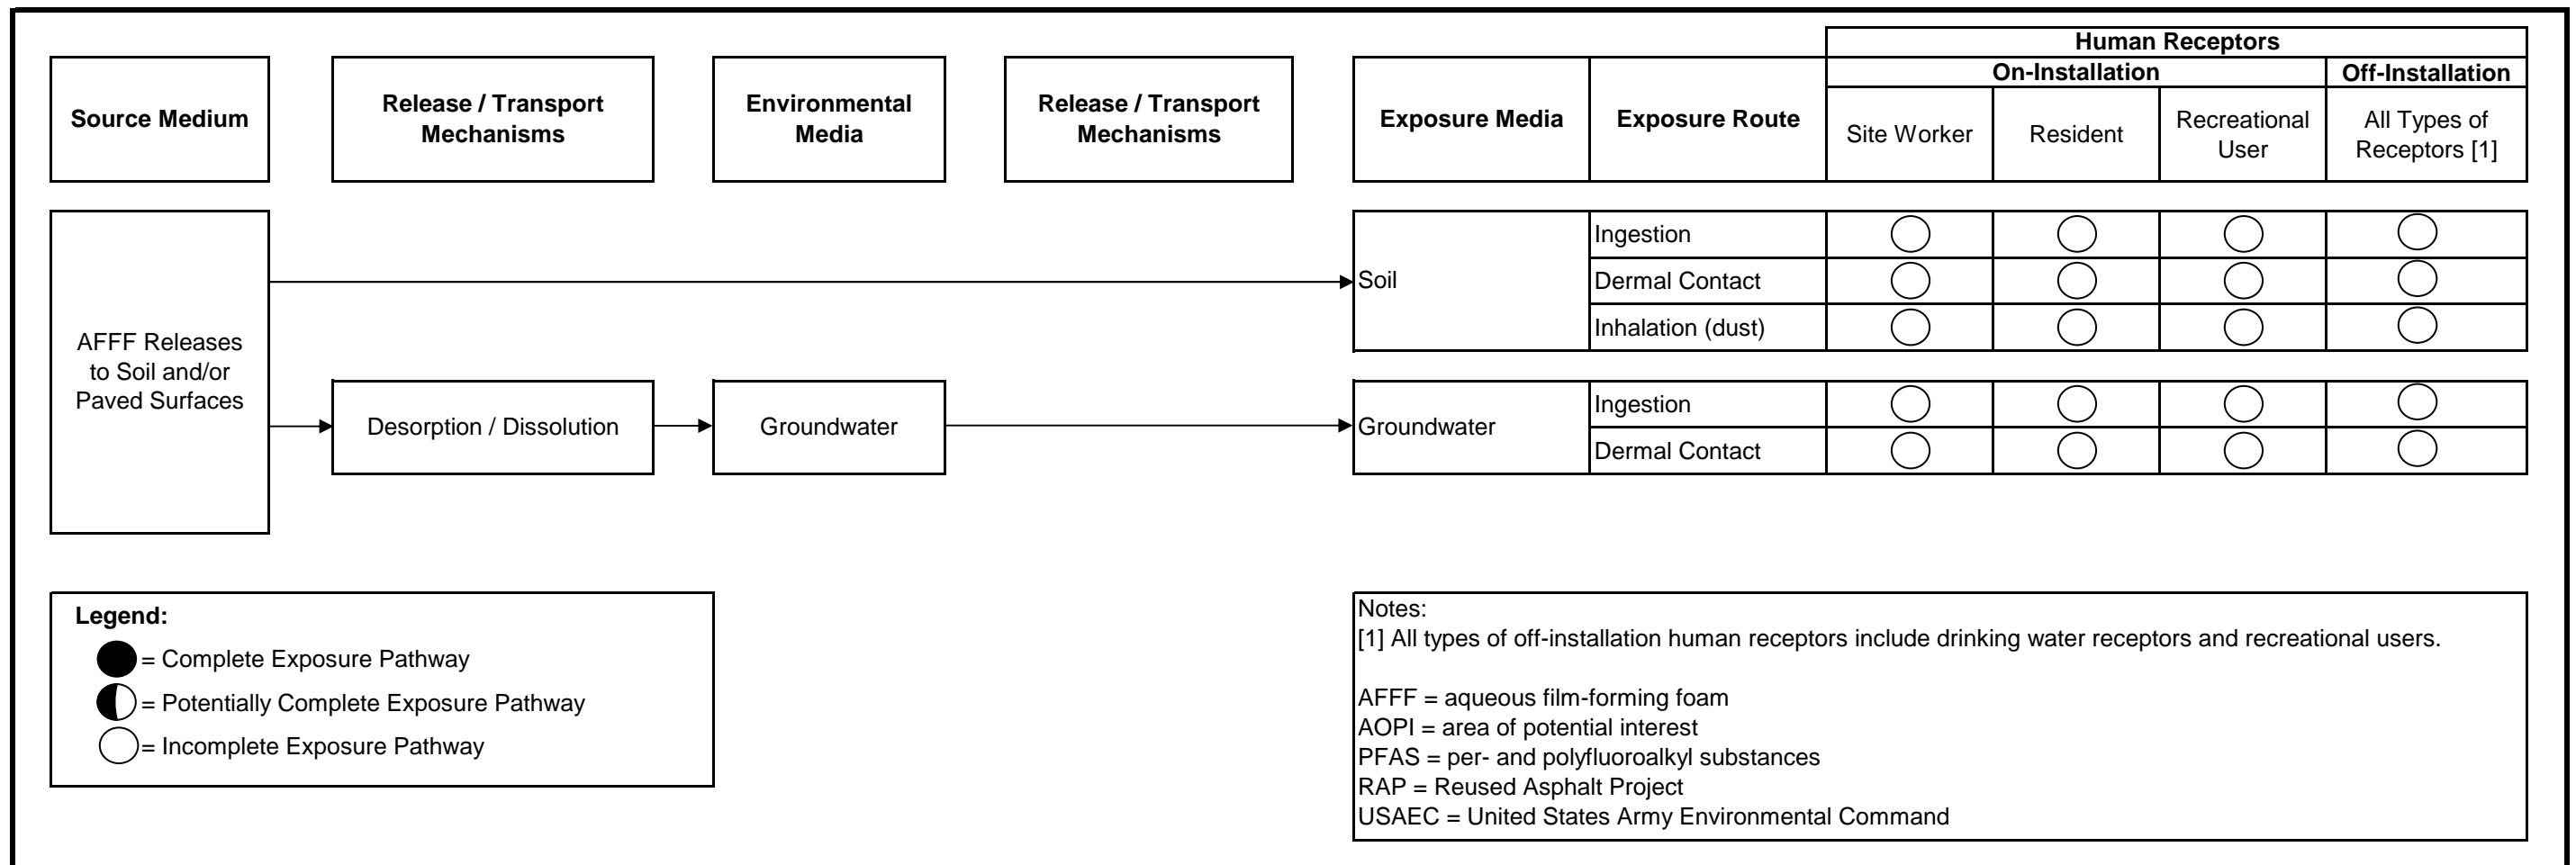 Human Receptors
On-Installation
Off-Installation
Source Medium
Release / Transport
Mechanisms
Environmental
Media
Release / Transport
Mechanisms
Exposure Media
Exposure Route
Site Worker
Resident
Recreational
User
All Types of
Receptors [1]
AFFF Releases
to Soil and/or
Paved Surfaces
Soil
Ingestion
Dermal Contact
Inhalation (dust)
Desorption / Dissolution
Groundwater
Groundwater
Ingestion
Dermal Contact
Legend:
= Complete Exposure Pathway
= Potentially Complete Exposure Pathway
= Incomplete Exposure Pathway
Notes:
[1] All types of off-installation human receptors include drinking water receptors and recreational users.
AFFF = aqueous film-forming foam
AOPI = area of potential interest
PFAS = per- and polyfluoroalkyl substances
RAP = Reused Asphalt Project
USAEC = United States Army Environmental Command